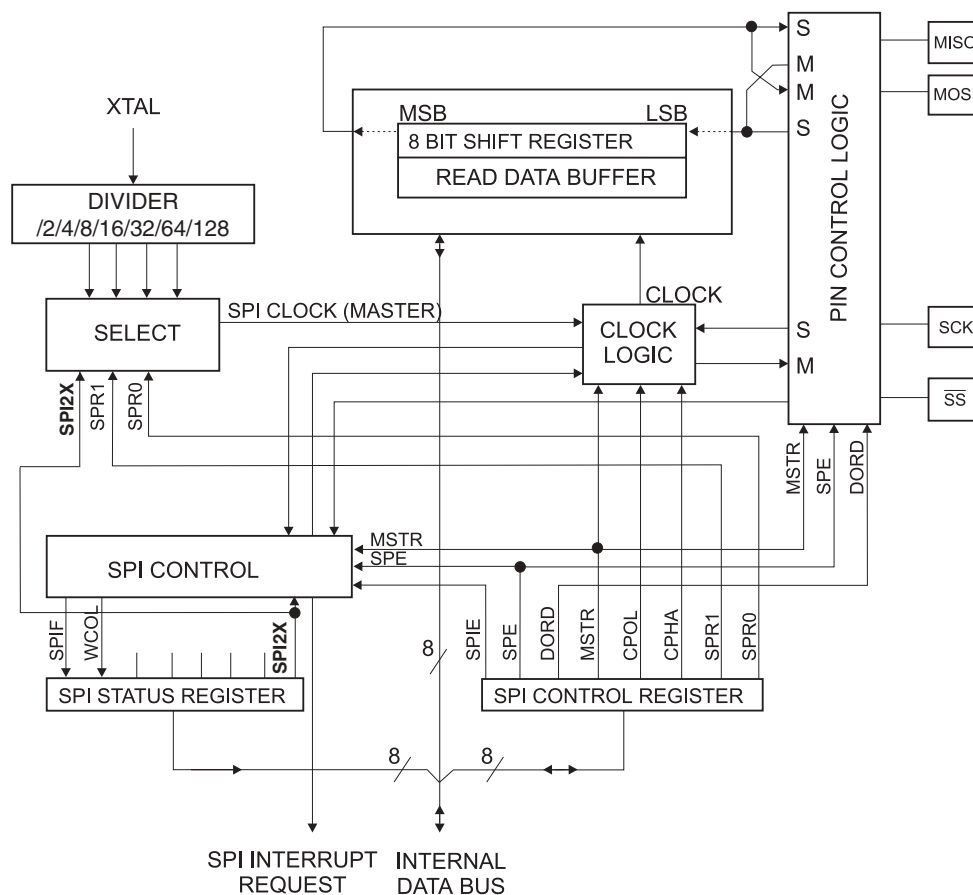 S
MISO
M
MOSI
M
S
XTAL
MSB
LSB
8 BIT SHIFT REGISTER
READ DATA BUFFER
DIVIDER
/2/4/8/16/32/64/128
PIN CONTROL LOGIC
SPI CLOCK (MASTER)
CLOCK
SELECT
CLOCK
LOGIC
S
M
SCK
SS
SPI2X
SPR1
SPR0
MSTR
SPE
DORD
MSTR
SPE
SPI CONTROL
SPIF
WCOL
SPI2X
8
SPIE
SPE
DORD
MSTR
CPOL
CPHA
SPR1
SPR0
SPI STATUS REGISTER
SPI CONTROL REGISTER
8
8
SPI INTERRUPT
REQUEST
INTERNAL
DATA BUS